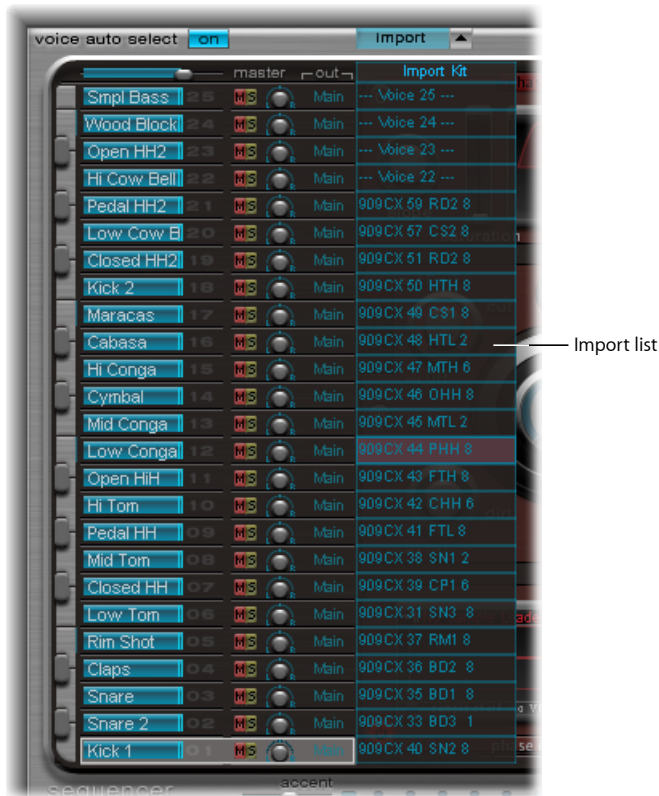 voice auto select on Import
master out Import Kit
Smpl Bass 25 M S R Main --- Voice 25 ---
Wood Block 24 M S R Main --- Voice 24 ---
Open HH2 23 M S R Main --- Voice 23 ---
Hi Cow Bell 22 M S R Main --- Voice 22 ---
Pedal HH2 21 M S R Main 909CX 59 RD2 8
Low Cow B 20 M S R Main 909CX 57 CS2 8
Closed HH2 19 M S R Main 909CX 51 RD2 8
Kick 2 18 M S R Main 909CX 50 HTH 8
Maracas 17 M S R Main 909CX 49 CS1 8
Cabasa 16 M S R Main 909CX 48 HTL 2
Import list
Hi Conga 15 M S R Main 909CX 47 MTH 6
Cymbal 14 M S R Main 909CX 46 OHH 8
Mid Conga 13 M S R Main 909CX 45 MTL 2
Low Conga 12 M S R Main 909CX 44 PHH 8
Open HiH 11 M S R Main 909CX 43 FTH 8
Hi Tom 10 M S R Main 909CX 42 CHH 6
Pedal HH 09 M S R Main 909CX 41 FTL 8
Mid Tom 08 M S R Main 909CX 38 SN1 2
Closed HH 07 M S R Main 909CX 39 CP1 6
Low Tom 06 M S R Main 909CX 31 SN3 8
Rim Shot 05 M S R Main 909CX 37 RM1 8
Claps 04 M S R Main 909CX 36 BD2 8
Snare 03 M S R Main 909CX 35 BD1 8
Snare 2 02 M S R Main 909CX 33 BD3 1
Kick 1 01 M S R Main 909CX 40 SN2 8
accent
sequencer